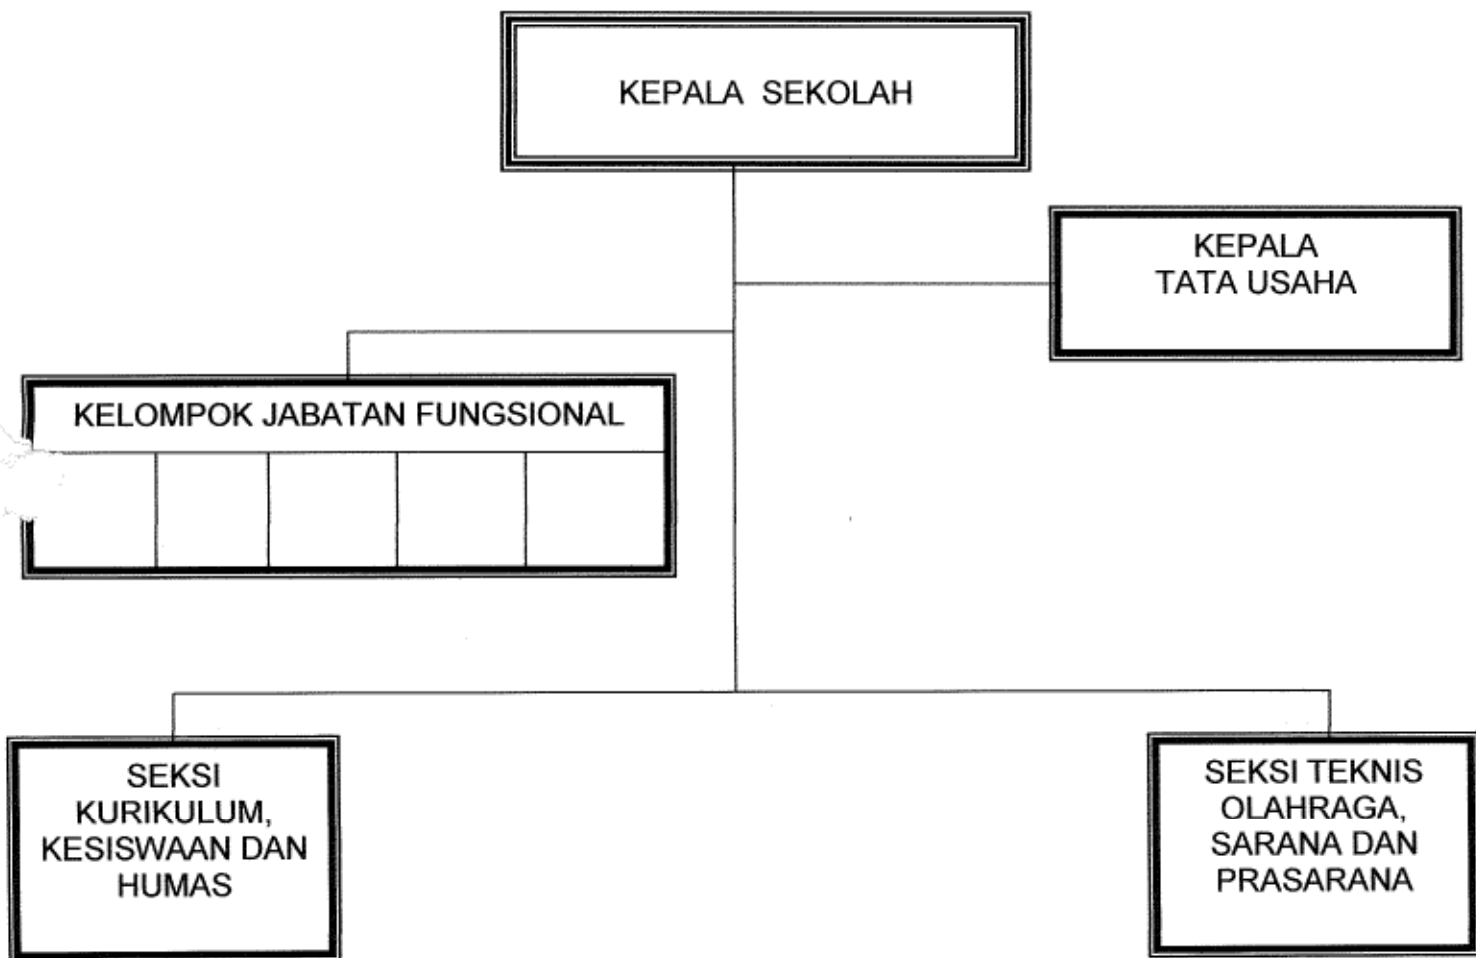 KEPALA SEKOLAH
KEPALA
TATA USAHA
KELOMPOK JABATAN FUNGSIONAL
SEKSI
KURIKULUM,
KESISWAAN DAN
HUMAS
SEKSI TEKNIS
OLAHRAGA,
SARANA DAN
PRASARANA